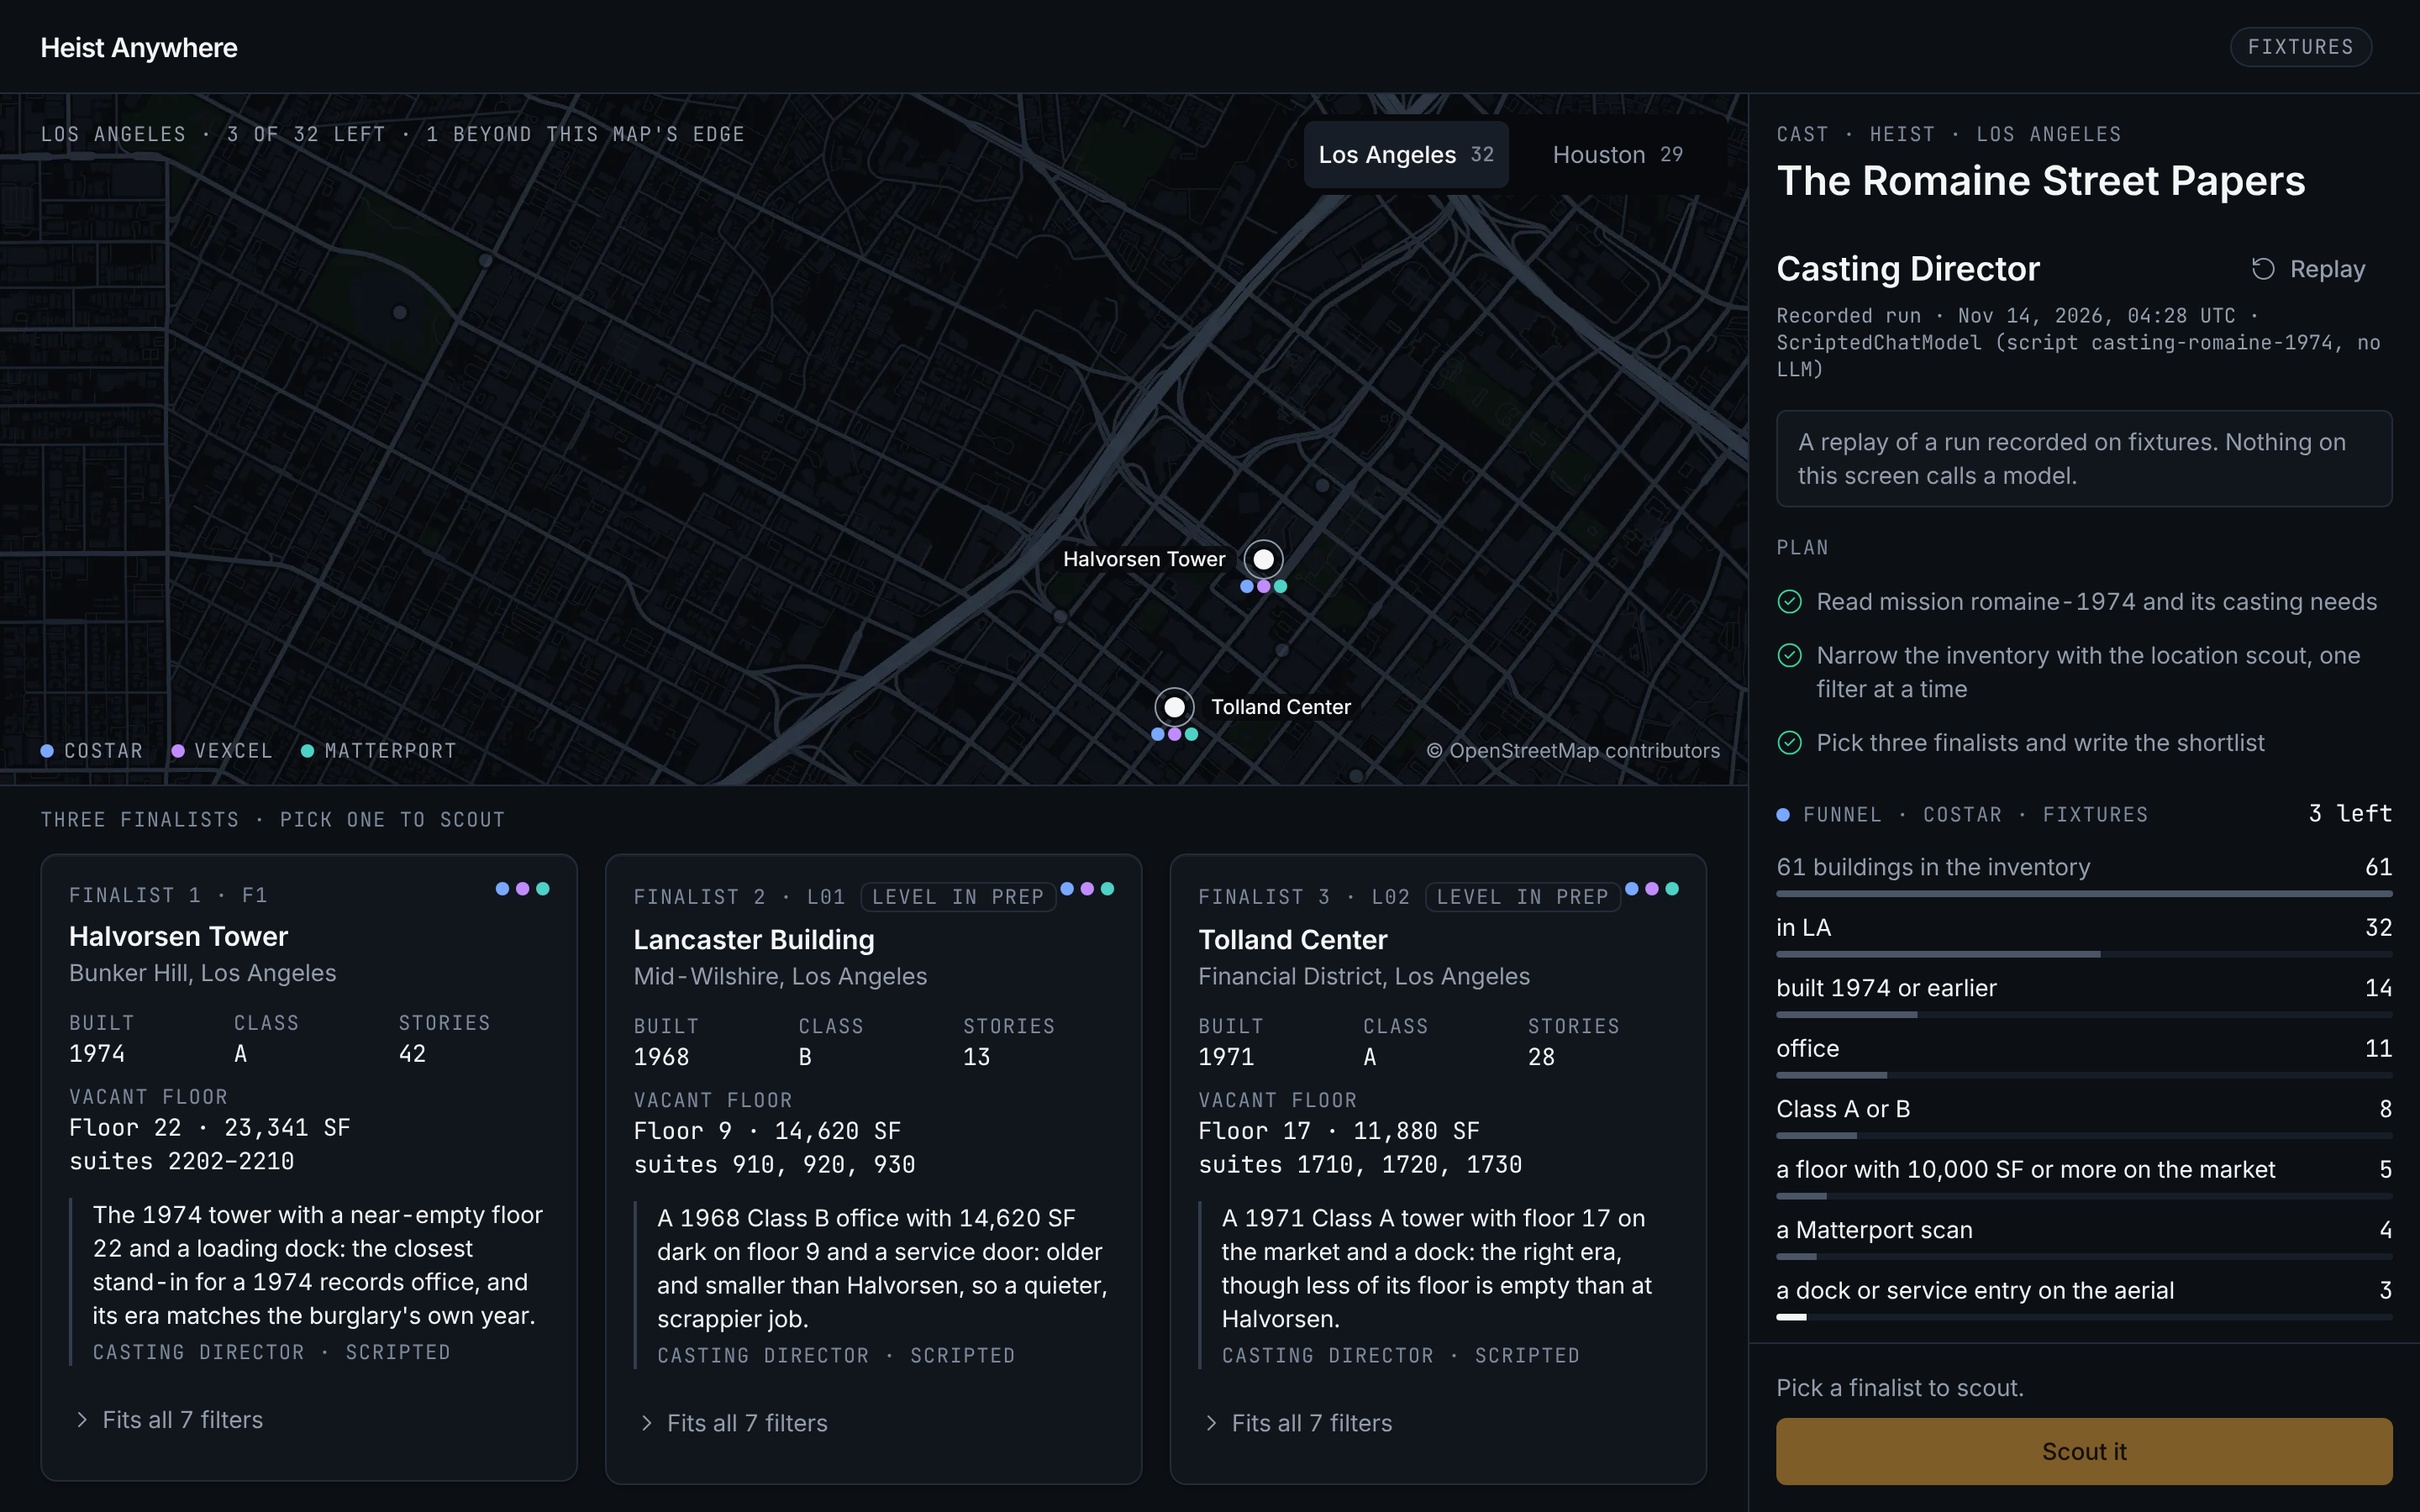 Heist Anywhere
FIXTURES
LOS ANGELES · 3 OF 32 LEFT · 1 BEYOND THIS MAP'S EDGE
Los Angeles 32
Houston 29
Halvorsen Tower
Tolland Center
COSTAR
VEXCEL
MATTERPORT
© OpenStreetMap contributors
THREE FINALISTS · PICK ONE TO SCOUT
FINALIST 1 · F1
Halvorsen Tower
Bunker Hill, Los Angeles
BUILT CLASS STORIES
1974 A 42
VACANT FLOOR
Floor 22 · 23,341 SF
suites 2202–2210
The 1974 tower with a near-empty floor
22 and a loading dock: the closest
stand-in for a 1974 records office, and
its era matches the burglary's own year.
CASTING DIRECTOR · SCRIPTED
Fits all 7 filters
FINALIST 2 · L01 LEVEL IN PREP
Lancaster Building
Mid-Wilshire, Los Angeles
BUILT CLASS STORIES
1968 B 13
VACANT FLOOR
Floor 9 · 14,620 SF
suites 910, 920, 930
A 1968 Class B office with 14,620 SF
dark on floor 9 and a service door: older
and smaller than Halvorsen, so a quieter,
scrappier job.
CASTING DIRECTOR · SCRIPTED
Fits all 7 filters
FINALIST 3 · L02 LEVEL IN PREP
Tolland Center
Financial District, Los Angeles
BUILT CLASS STORIES
1971 A 28
VACANT FLOOR
Floor 17 · 11,880 SF
suites 1710, 1720, 1730
A 1971 Class A tower with floor 17 on
the market and a dock: the right era,
though less of its floor is empty than at
Halvorsen.
CASTING DIRECTOR · SCRIPTED
Fits all 7 filters
CAST · HEIST · LOS ANGELES
The Romaine Street Papers
Casting Director
Replay
Recorded run · Nov 14, 2026, 04:28 UTC ·
ScriptedChatModel (script casting-romaine-1974, no
LLM)
A replay of a run recorded on fixtures. Nothing on
this screen calls a model.
PLAN
Read mission romaine-1974 and its casting needs
Narrow the inventory with the location scout, one
filter at a time
Pick three finalists and write the shortlist
FUNNEL · COSTAR · FIXTURES 3 left
61 buildings in the inventory 61
in LA 32
built 1974 or earlier 14
office 11
Class A or B 8
a floor with 10,000 SF or more on the market 5
a Matterport scan 4
a dock or service entry on the aerial 3
Pick a finalist to scout.
Scout it